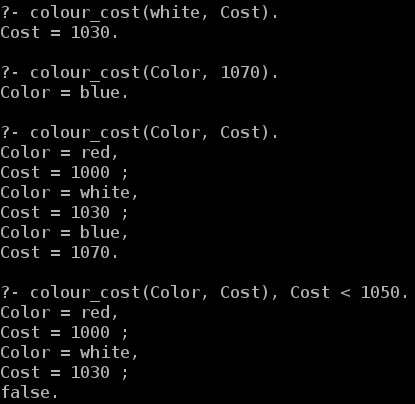 ?- colour_cost(white, Cost).
Cost = 1030.
?- colour_cost(Color, 1070).
Color = blue.
?- colour_cost(Color, Cost).
Color = red,
Cost = 1000 ;
Color = white,
Cost = 1030 ;
Color = blue,
Cost = 1070.
?- colour_cost(Color, Cost), Cost < 1050.
Color = red,
Cost = 1000 ;
Color = white,
Cost = 1030 ;
false.